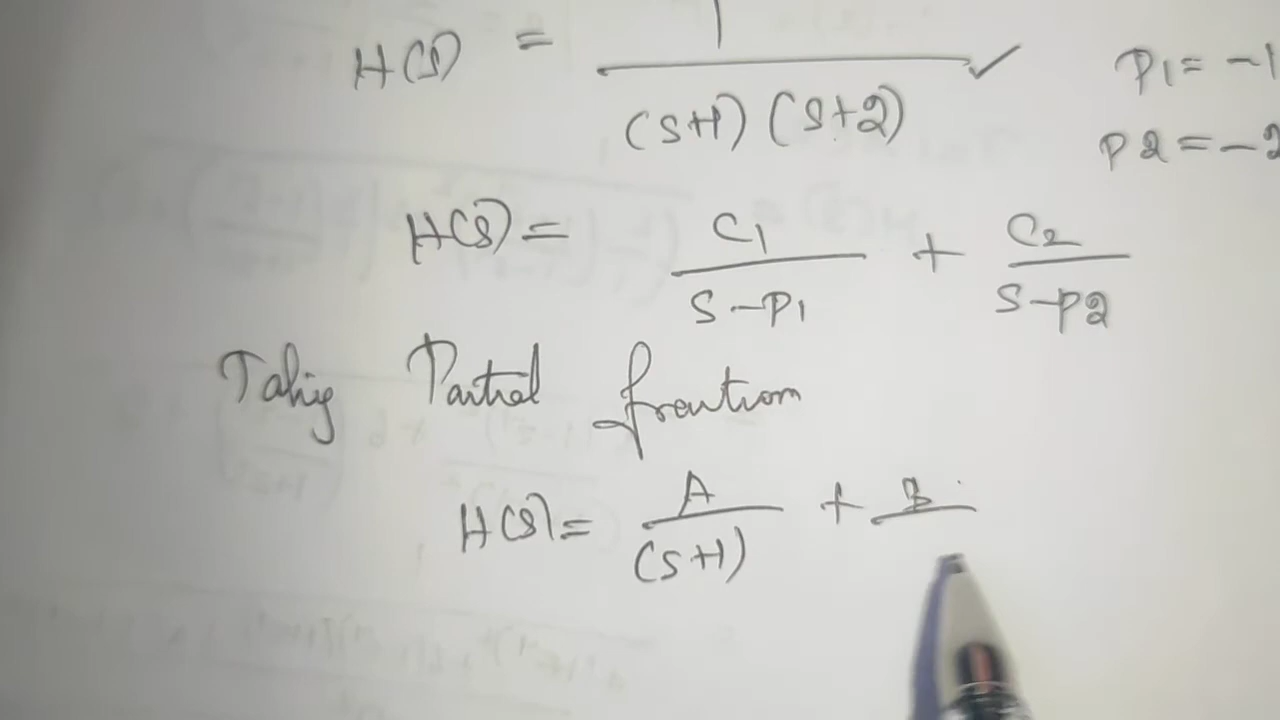 H(S) = 1 / (S+1) (S+2) ✓ P1 = -1
P2 = -2
H(S) = C1 / S-P1 + C2 / S-P2
Taking Partial fraction
H(S) = A / (S+1) + B